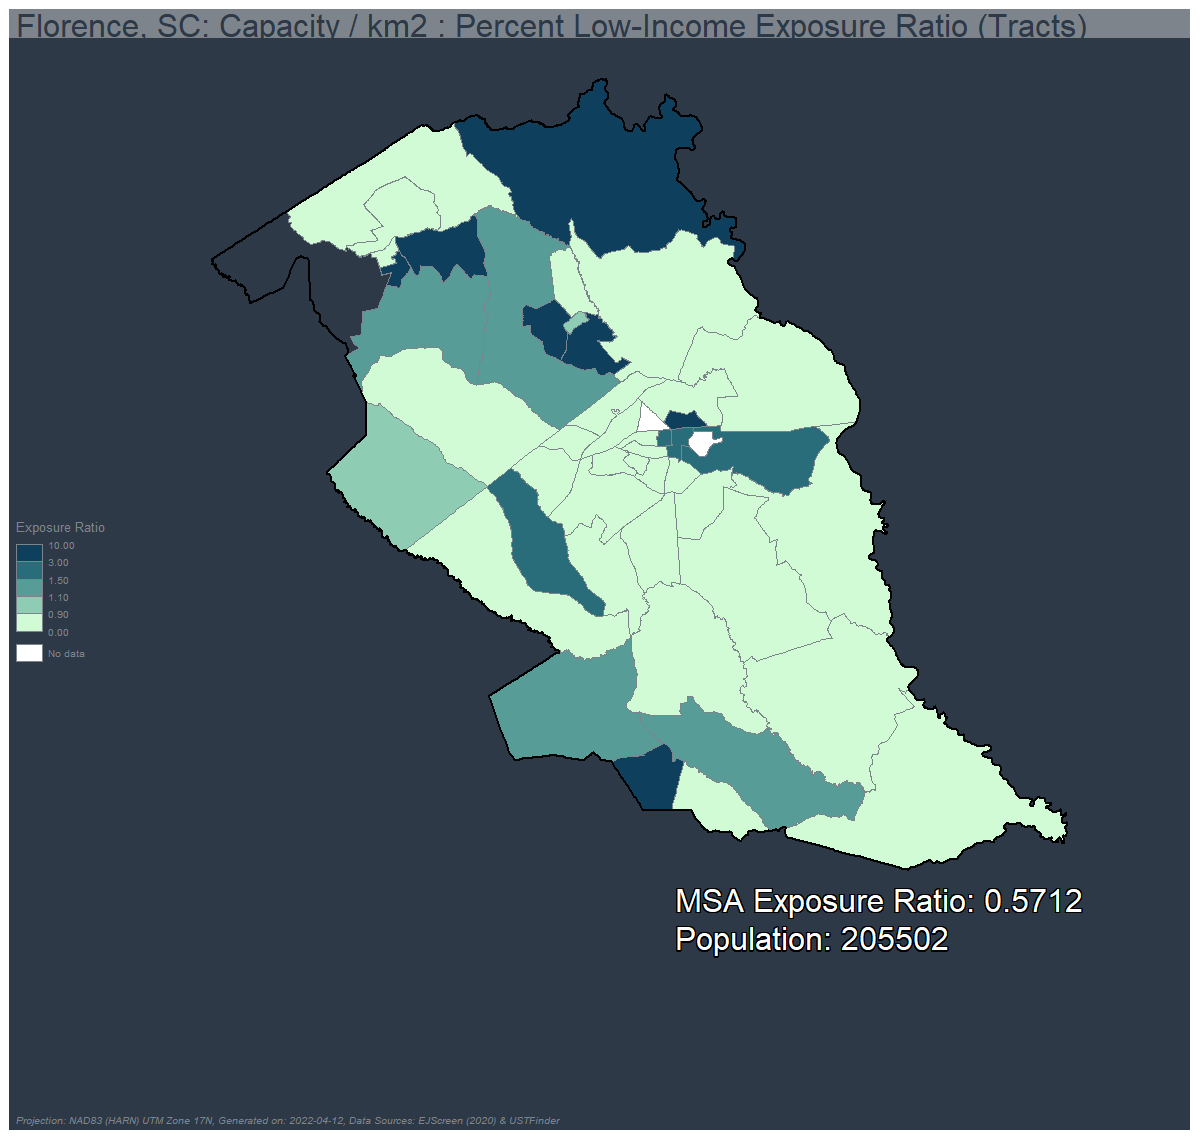 Florence, SC: Capacity / km2 : Percent Low-Income Exposure Ratio (Tracts)
Exposure Ratio
10.00
3.00
1.50
1.10
0.90
0.00
No data
MSA Exposure Ratio: 0.5712
Population: 205502
Projection: NAD83 (HARN) UTM Zone 17N, Generated on: 2022-04-12, Data Sources: EJScreen (2020) & USTFinder